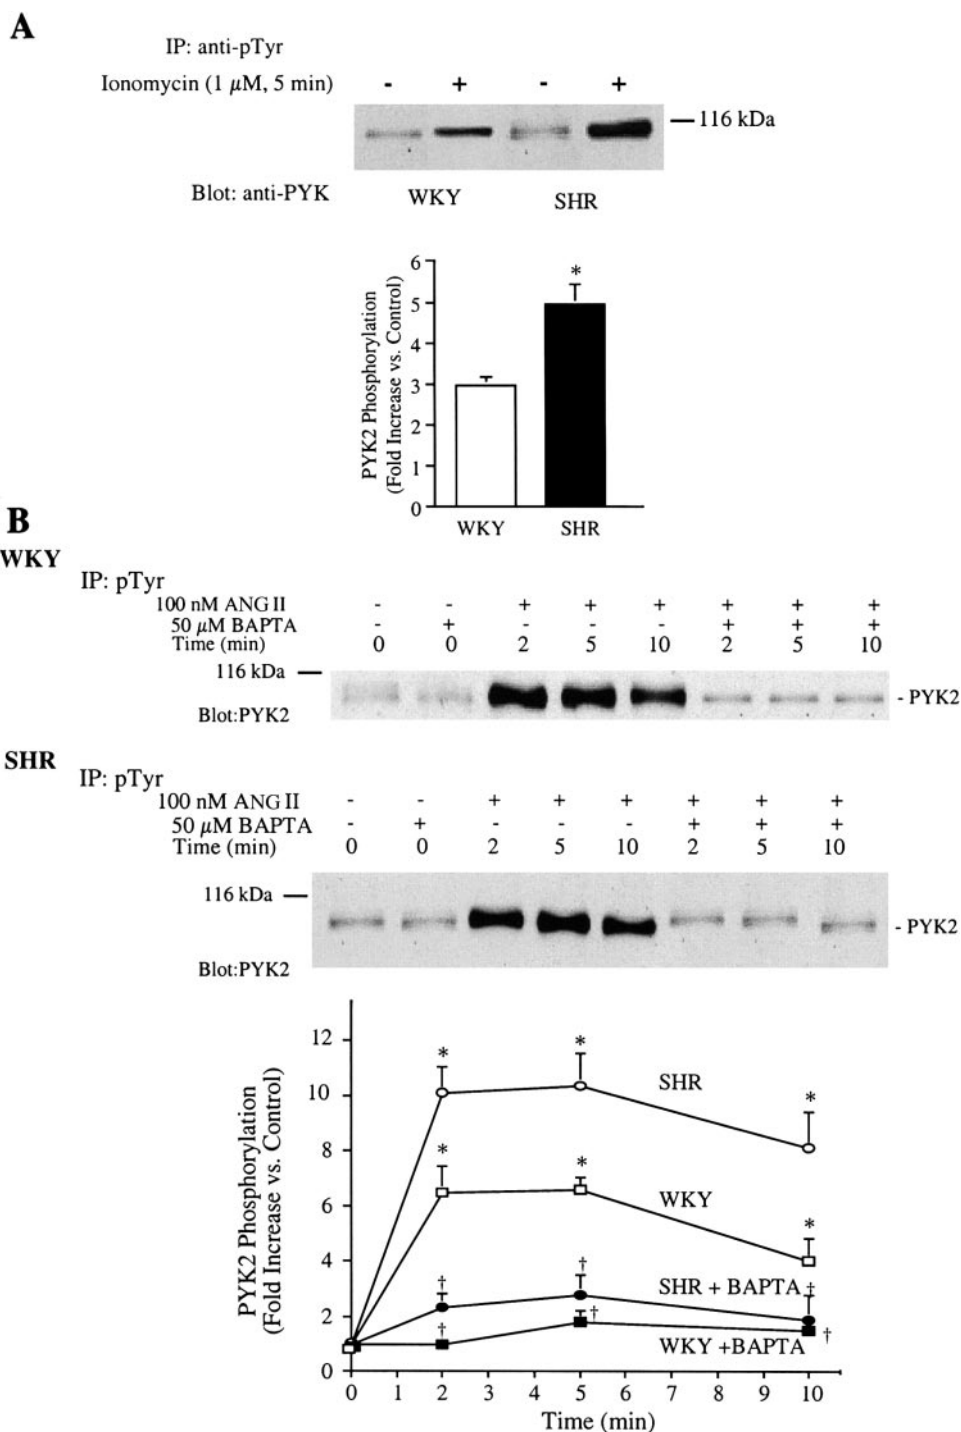 A
IP: anti-pTyr
Ionomycin (1 µM, 5 min) - + - +
116 kDa
Blot: anti-PYK
WKY SHR
PYK2 Phosphorylation
(Fold Increase vs. Control)
6
5
4
3
2
1
0
*
WKY SHR
B
WKY
IP: pTyr
100 nM ANG II - - + + + + + +
50 µM BAPTA - + - - - + + +
Time (min) 0 0 2 5 10 2 5 10
116 kDa
- PYK2
Blot:PYK2
SHR
IP: pTyr
100 nM ANG II - - + + + + + +
50 µM BAPTA - + - - - + + +
Time (min) 0 0 2 5 10 2 5 10
116 kDa
- PYK2
Blot:PYK2
PYK2 Phosphorylation
(Fold Increase vs. Control)
12
10
8
6
4
2
0
* * *
SHR
* * *
WKY
† † ‡
SHR + BAPTA
† † †
WKY +BAPTA
0 1 2 3 4 5 6 7 8 9 10
Time (min)